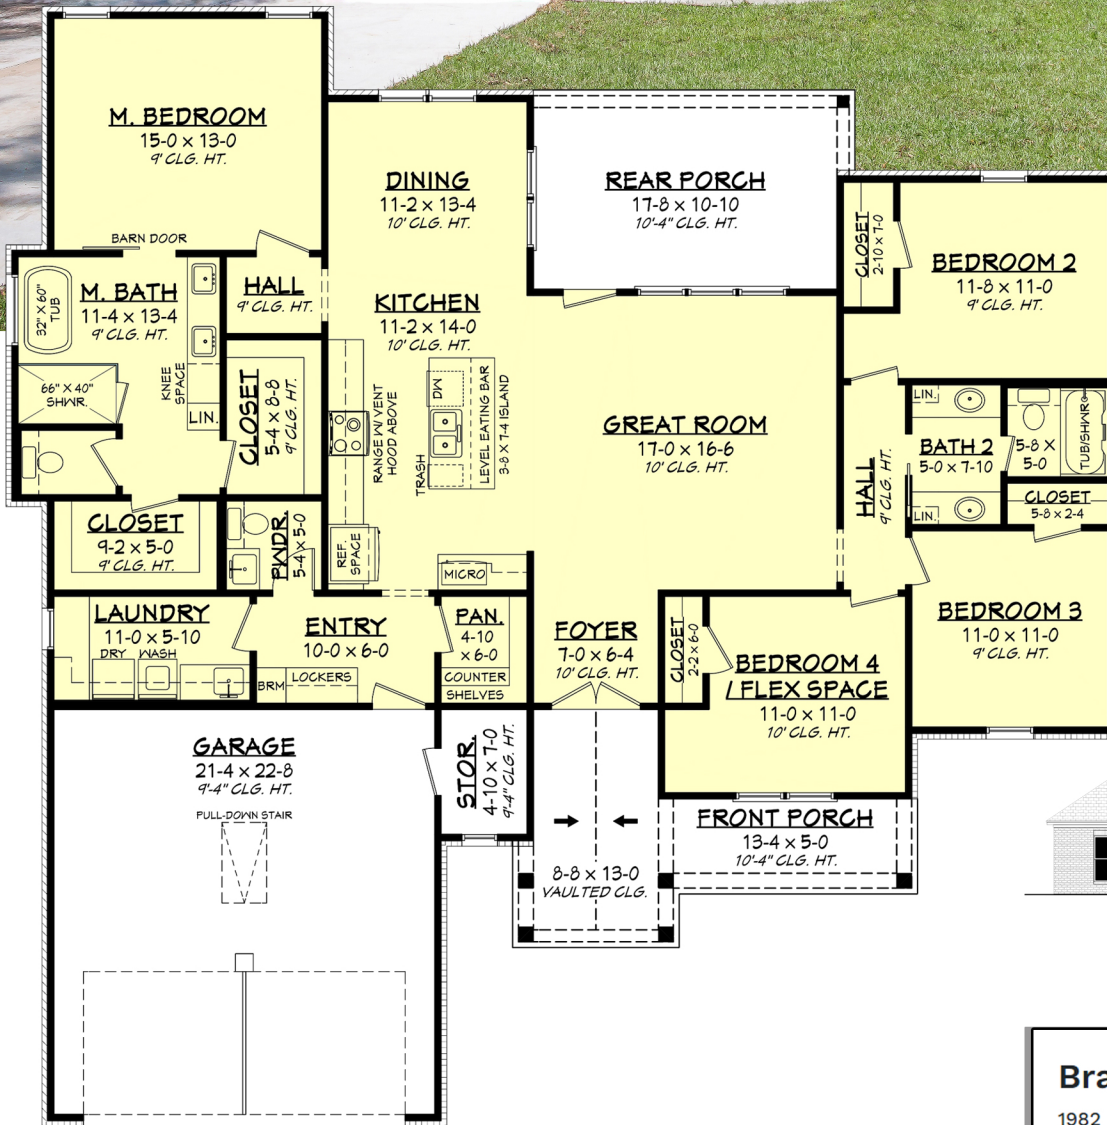 M. BEDROOM
15-0 x 13-0
9' CLG. HT.
BARN DOOR
DINING
11-2 x 13-4
10' CLG. HT.
REAR PORCH
17-8 x 10-10
10'-4" CLG. HT.
CLOSET
2-10 x 7-0
BEDROOM 2
11-8 x 11-0
9' CLG. HT.
32" X 60"
TUB
M. BATH
11-4 x 13-4
9' CLG. HT.
HALL
9' CLG. HT.
KITCHEN
11-2 x 14-0
10' CLG. HT.
66" X 40"
SHWR.
KNEE
SPACE
LIN.
CLOSET
5-4 x 8-8
9' CLG. HT.
RANGE W/ VENT
HOOD ABOVE
DW
TRASH
LEVEL EATING BAR
3-8 x 7-4 ISLAND
GREAT ROOM
17-0 x 16-6
10' CLG. HT.
HALL
9' CLG. HT.
LIN.
BATH 2
5-0 x 7-10
LIN.
5-8 X
5-0
TUB/SHWR.
CLOSET
5-8 x 2-4
CLOSET
9-2 x 5-0
9' CLG. HT.
PWDR.
5-4 x 5-0
REF.
SPACE
MICRO
LAUNDRY
11-0 x 5-10
DRY WASH
ENTRY
10-0 x 6-0
BRM
LOCKERS
PAN.
4-10
x 6-0
COUNTER
SHELVES
FOYER
7-0 x 6-4
10' CLG. HT.
CLOSET
2-2 x 6-0
BEDROOM 4
/ FLEX SPACE
11-0 x 11-0
10' CLG. HT.
BEDROOM 3
11-0 x 11-0
9' CLG. HT.
GARAGE
21-4 x 22-8
9'-4" CLG. HT.
PULL-DOWN STAIR
STOR.
4-10 x 7-0
9'-4" CLG. HT.
FRONT PORCH
13-4 x 5-0
10'-4" CLG. HT.
8-8 x 13-0
VAULTED CLG.
Bra
1982